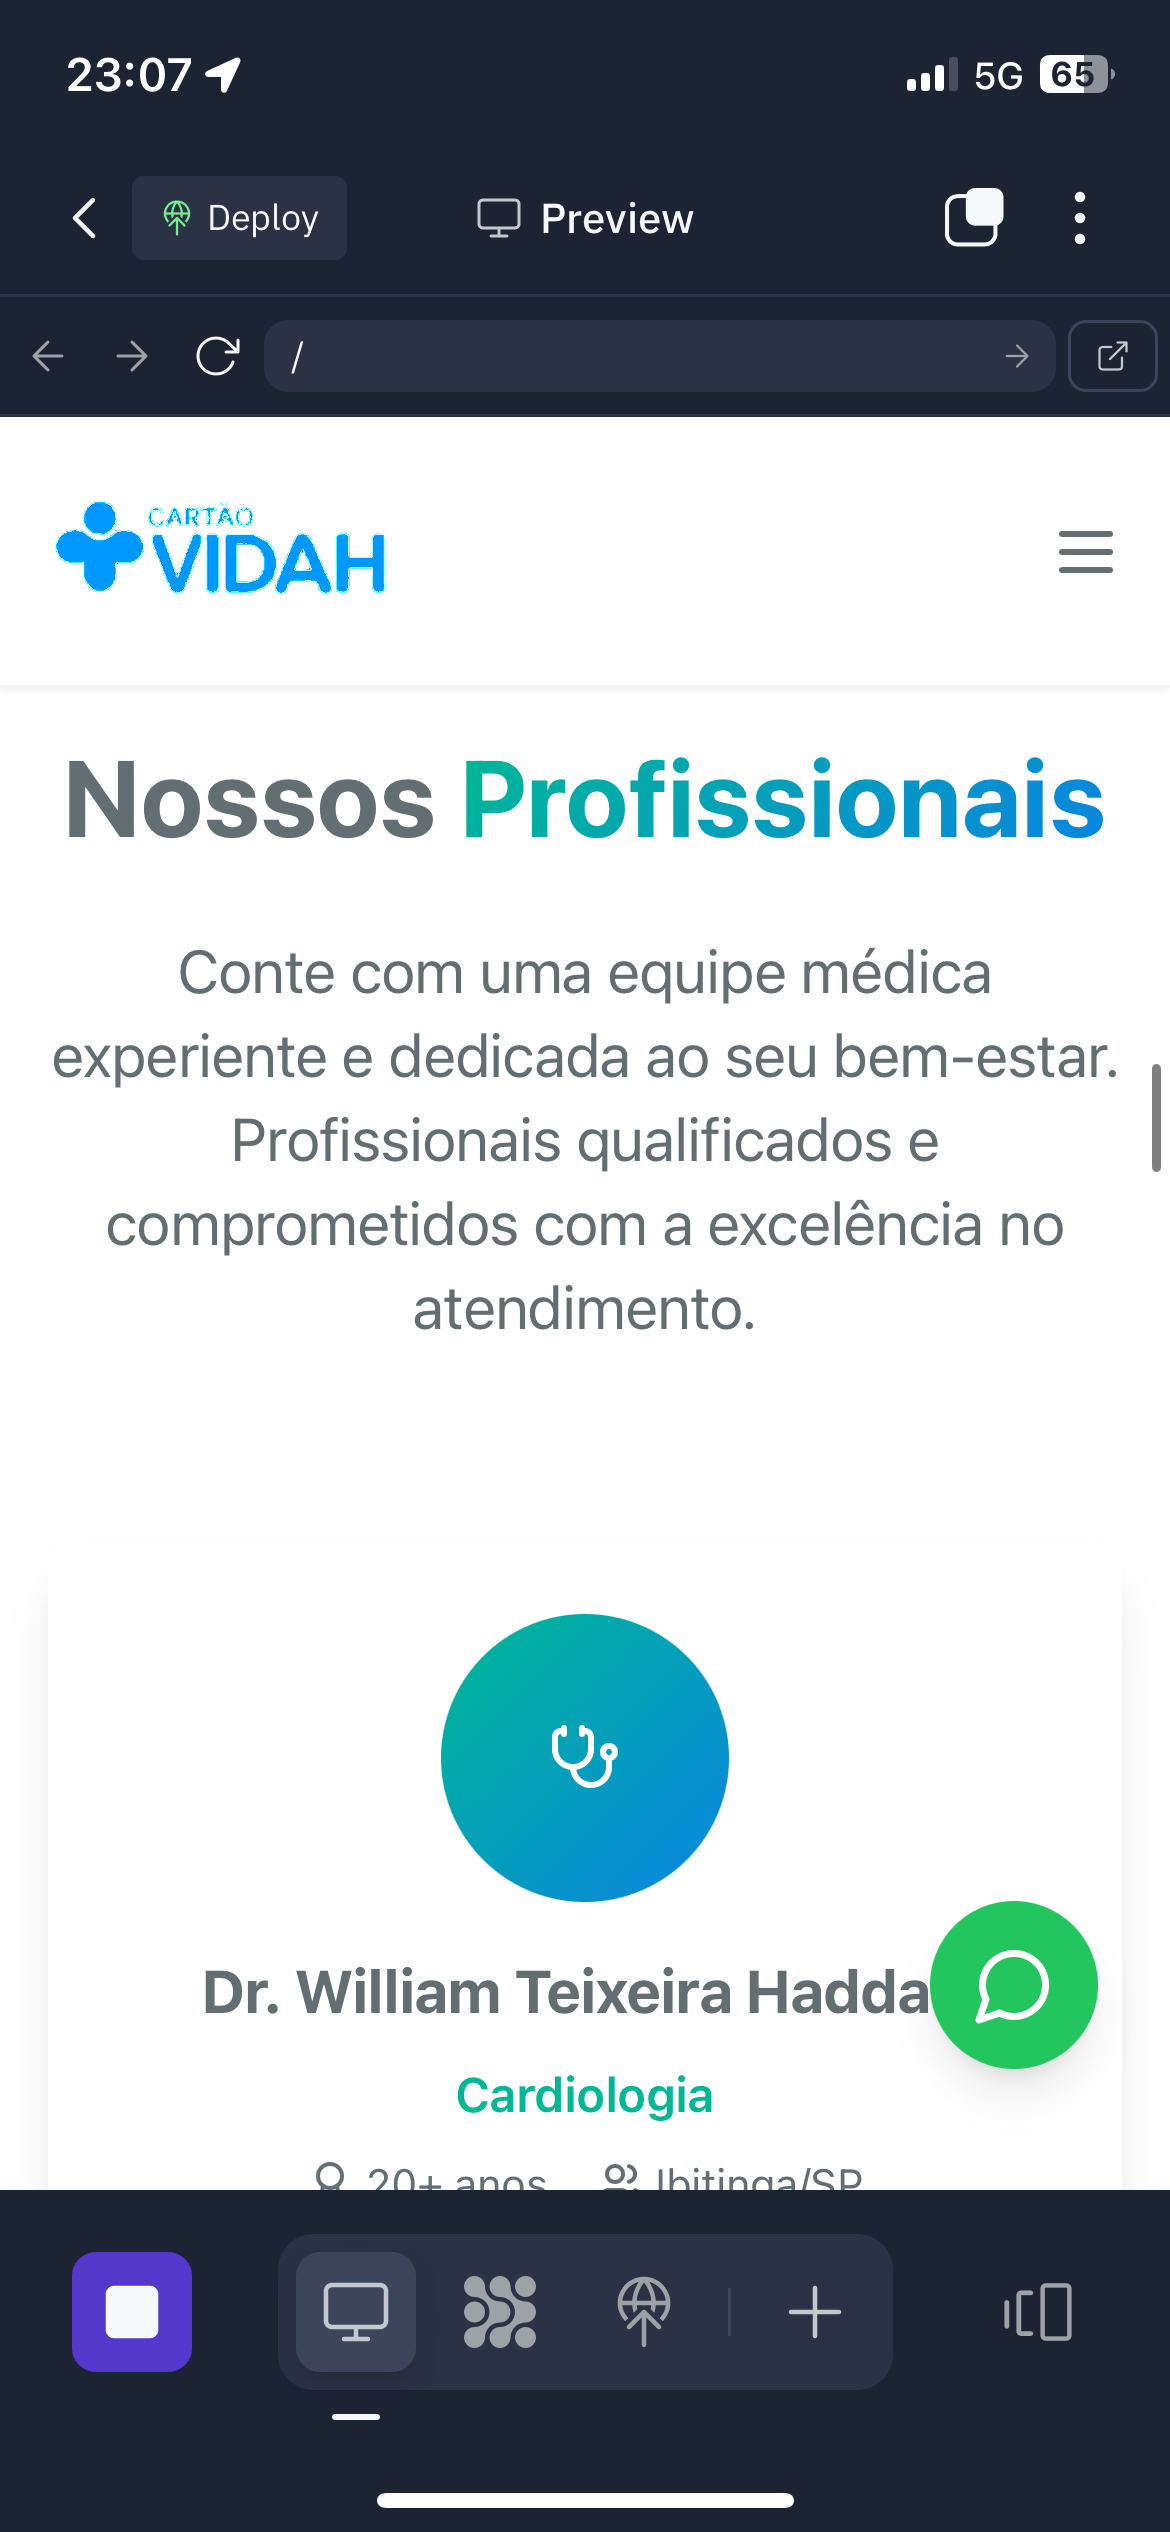 23:07
5G
65
Deploy
Preview
/
CARTÃO
VIDAH
Nossos Profissionais
Conte com uma equipe médica
experiente e dedicada ao seu bem-estar.
Profissionais qualificados e
comprometidos com a excelência no
atendimento.
Dr. William Teixeira Hadda
Cardiologia
20+ anos
Ibitinga/SP